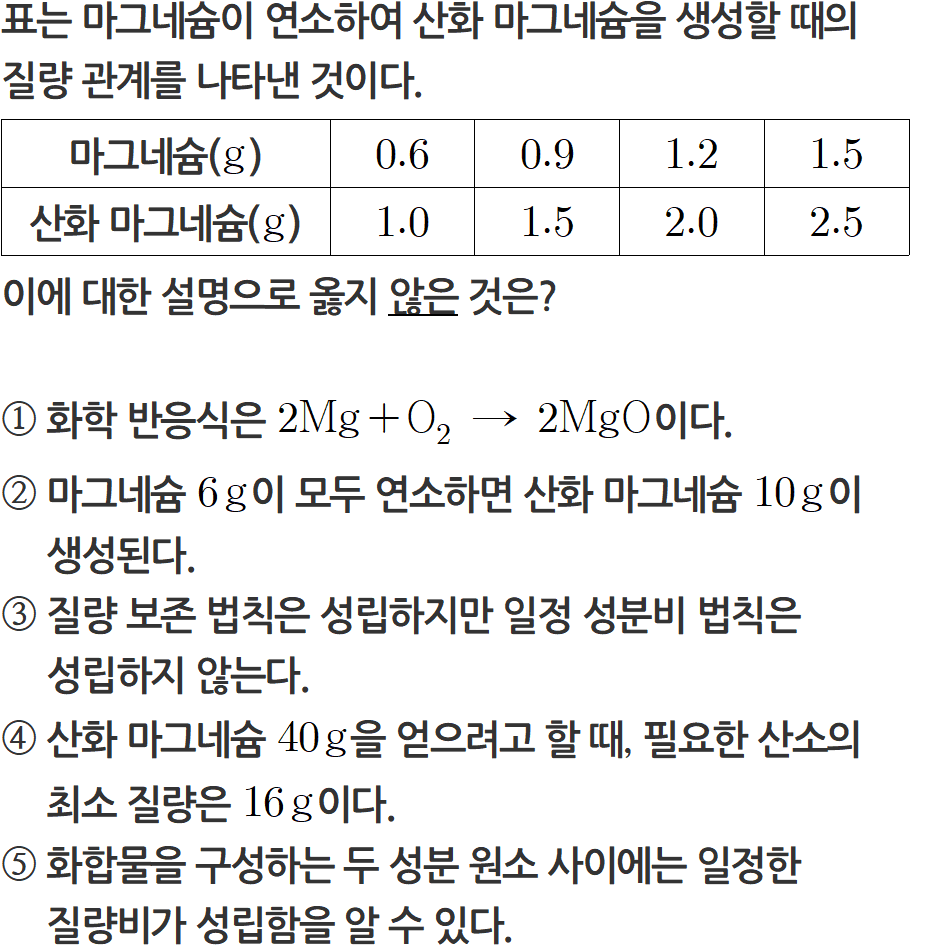 표는 마그네슘이 연소하여 산화 마그네슘을 생성할 때의
질량 관계를 나타낸 것이다.
마그네슘(g) 0.6 0.9 1.2 1.5
산화 마그네슘(g) 1.0 1.5 2.0 2.5
이에 대한 설명으로 옳지 않은 것은?
① 화학 반응식은 2Mg+O₂ → 2MgO이다.
② 마그네슘 6g이 모두 연소하면 산화 마그네슘 10g이
생성된다.
③ 질량 보존 법칙은 성립하지만 일정 성분비 법칙은
성립하지 않는다.
④ 산화 마그네슘 40g을 얻으려고 할 때, 필요한 산소의
최소 질량은 16g이다.
⑤ 화합물을 구성하는 두 성분 원소 사이에는 일정한
질량비가 성립함을 알 수 있다.